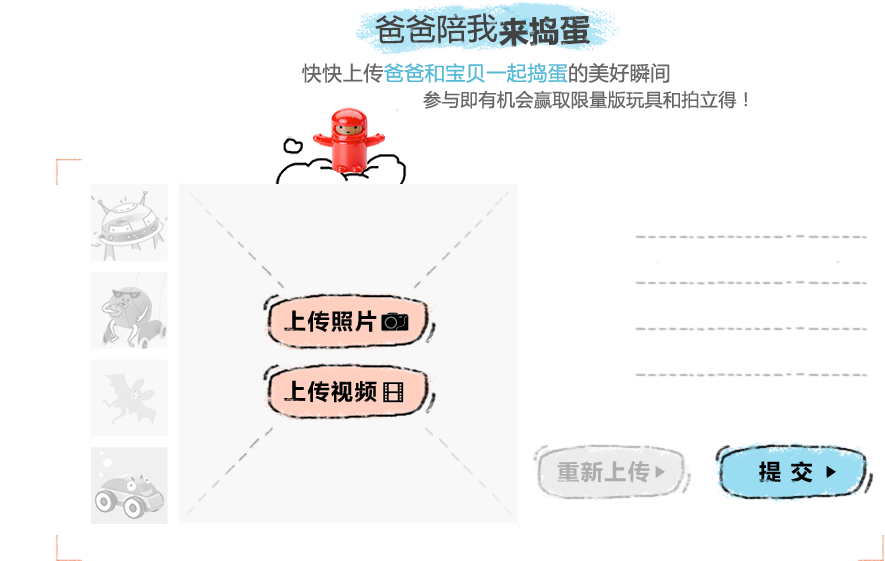 爸爸陪我来捣蛋
快快上传爸爸和宝贝一起捣蛋的美好瞬间
参与即有机会赢取限量版玩具和拍立得！
上传照片
上传视频
重新上传
提交